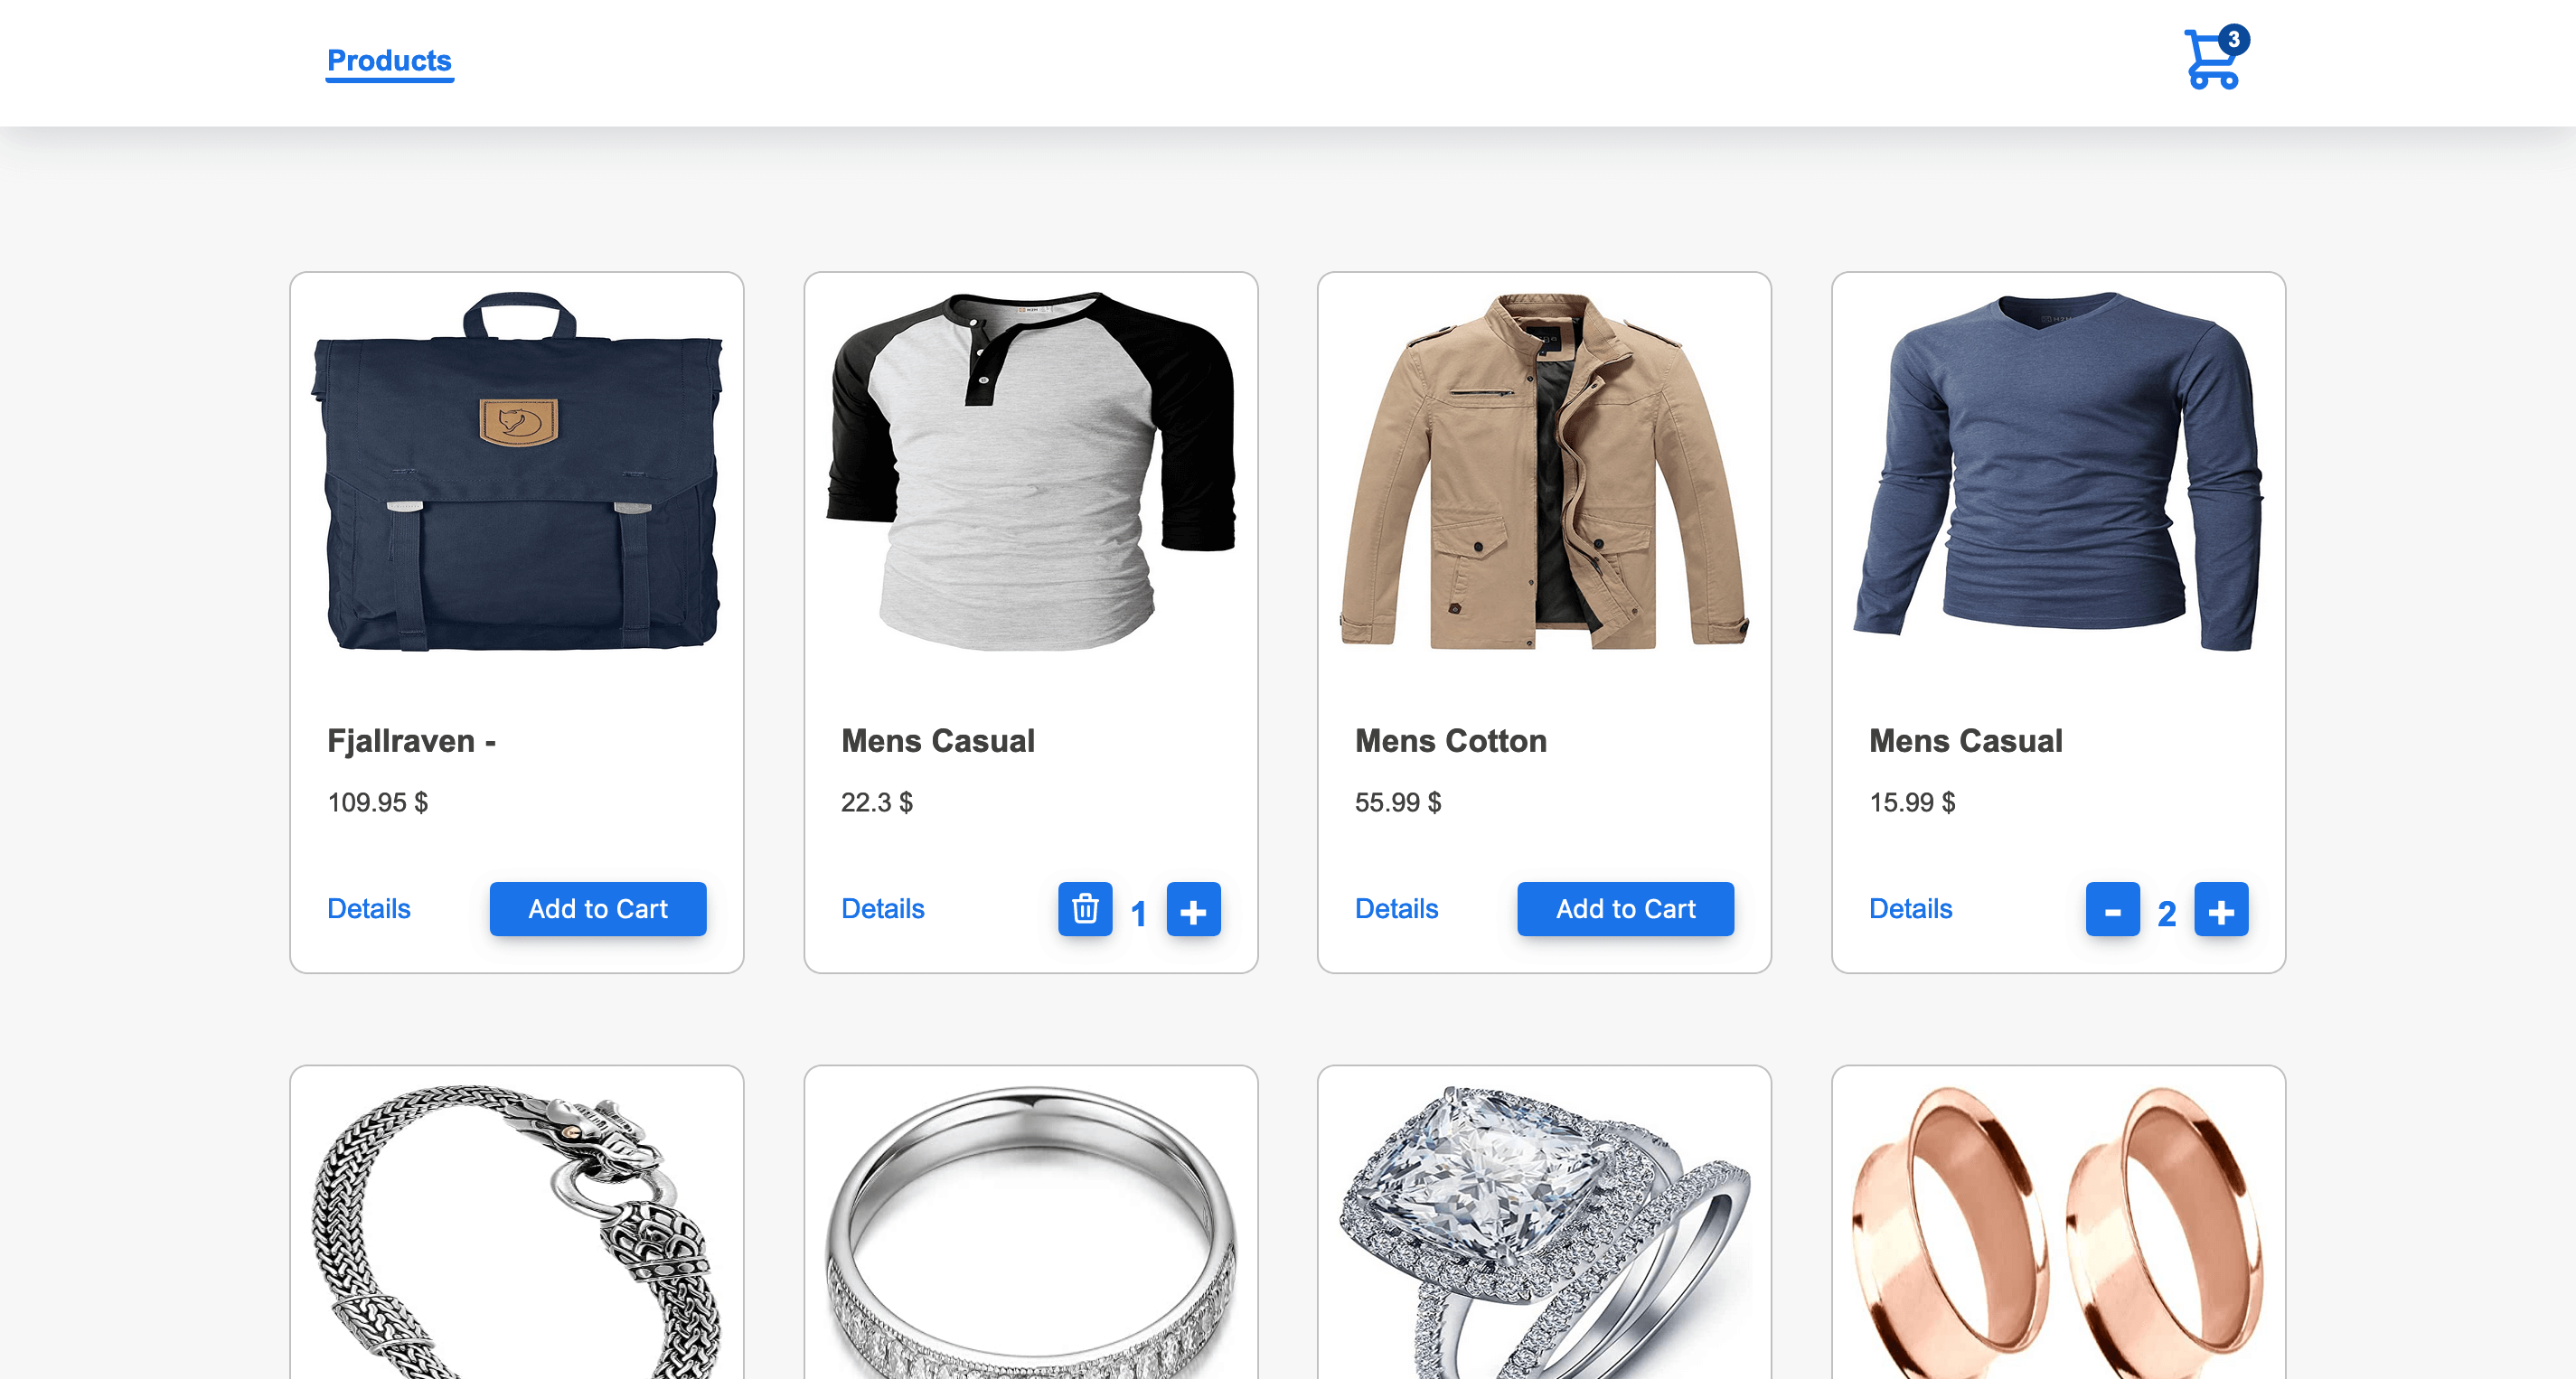 Products
3
Fjallraven -
109.95 $
Details
Add to Cart
Mens Casual
22.3 $
Details
1
+
Mens Cotton
55.99 $
Details
Add to Cart
Mens Casual
15.99 $
Details
-
2
+